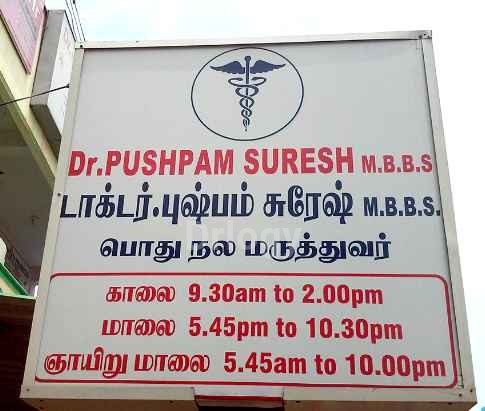 Dr.PUSHPAM SURESH M.B.B.S
டாக்டர்.புஷ்பம் சுரேஷ் M.B.B.S.
பொது நல மருத்துவர்
காலை 9.30am to 2.00pm
மாலை 5.45pm to 10.30pm
ஞாயிறு மாலை 5.45am to 10.00pm